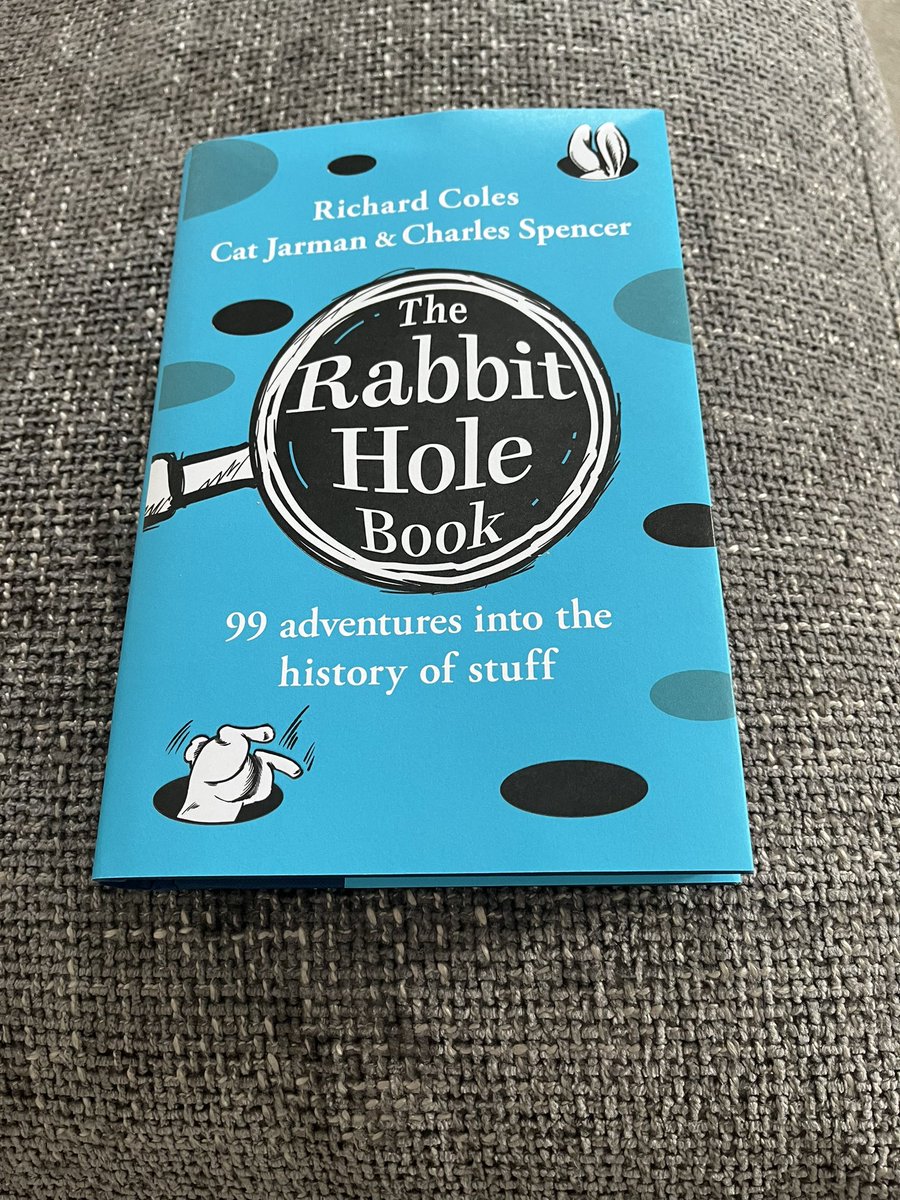 Richard Coles
Cat Jarman & Charles Spencer
The
Rabbit
Hole
Book
99 adventures into the
history of stuff